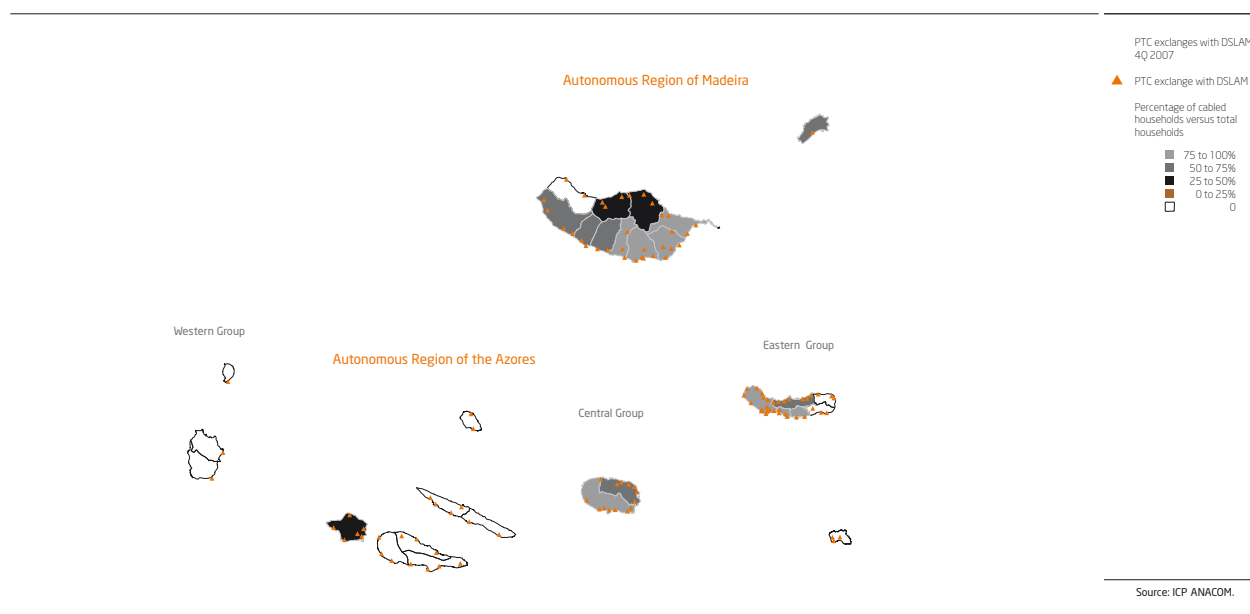 PTC exclanges with DSLAM
4Q 2007
Autonomous Region of Madeira
PTC exclange with DSLAM
Percentage of cabled
households versus total
households
75 to 100%
50 to 75%
25 to 50%
0 to 25%
0
Western Group
Autonomous Region of the Azores
Eastern Group
Central Group
Source: ICP ANACOM.